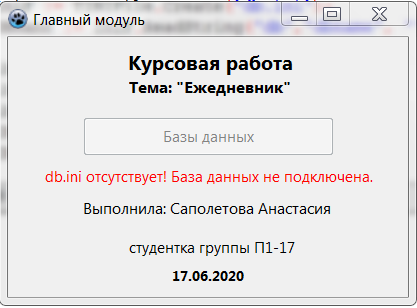 Главный модуль
Курсовая работа
Тема: "Ежедневник"
Базы данных
db.ini отсутствует! База данных не подключена.
Выполнила: Саполетова Анастасия
студентка группы П1-17
17.06.2020